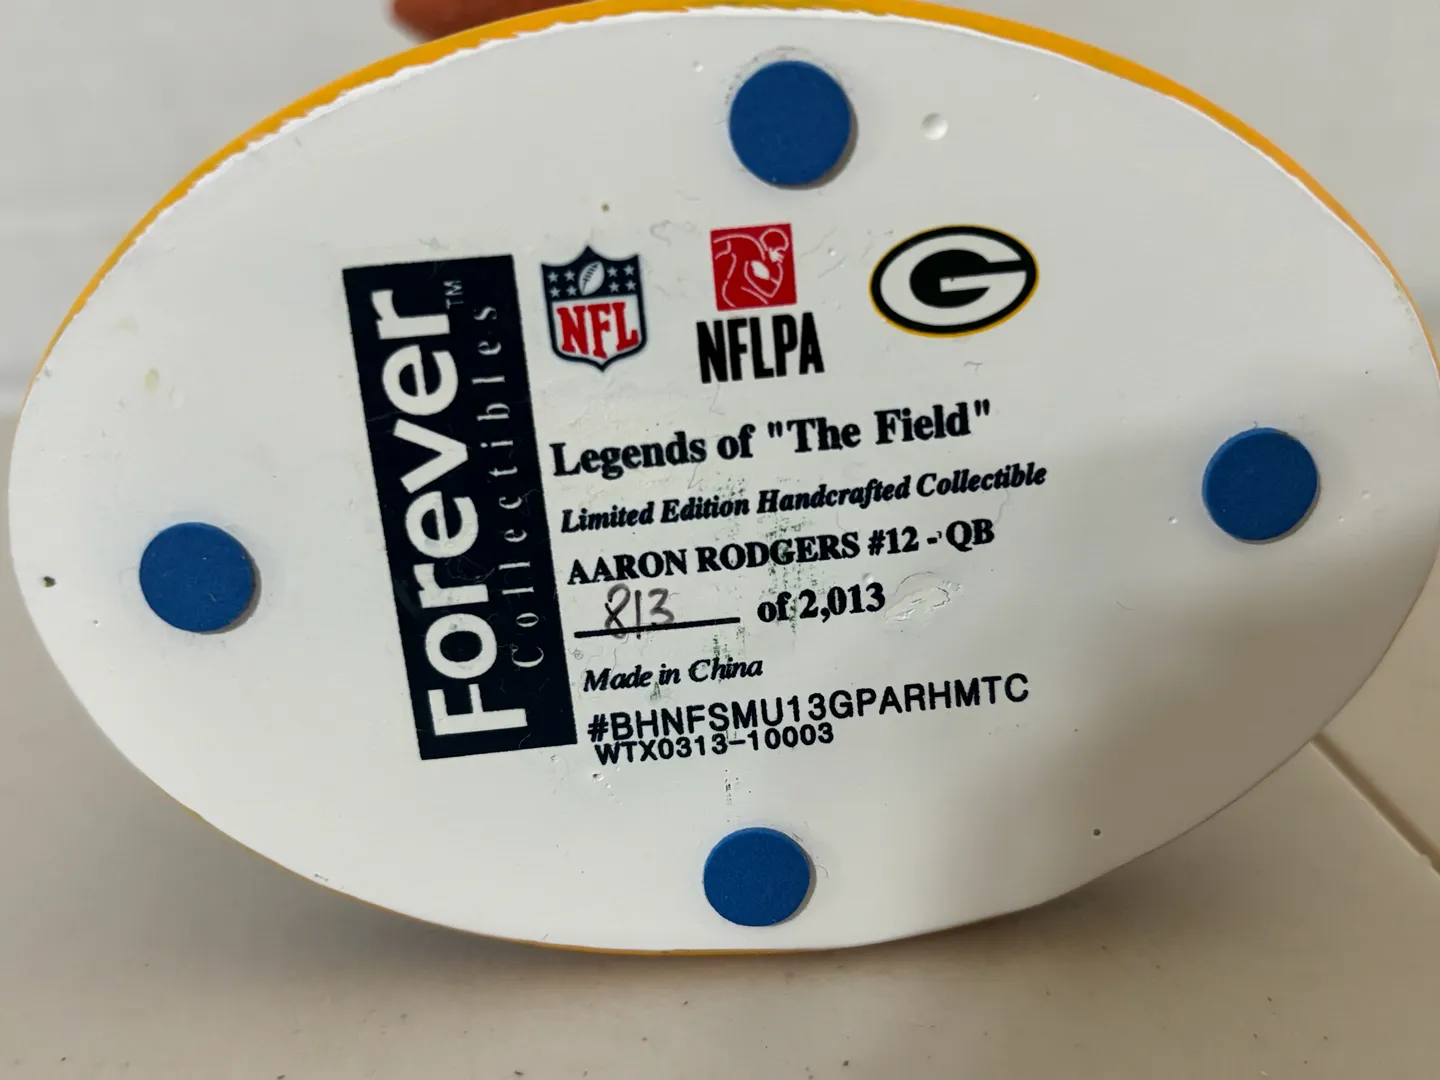 Forever™
Collectibles
NFL
NFLPA
G
Legends of "The Field"
Limited Edition Handcrafted Collectible
AARON RODGERS #12 - QB
813 of 2,013
Made in China
#BHNFSMU13GPARHMTC
WTX0313-10003